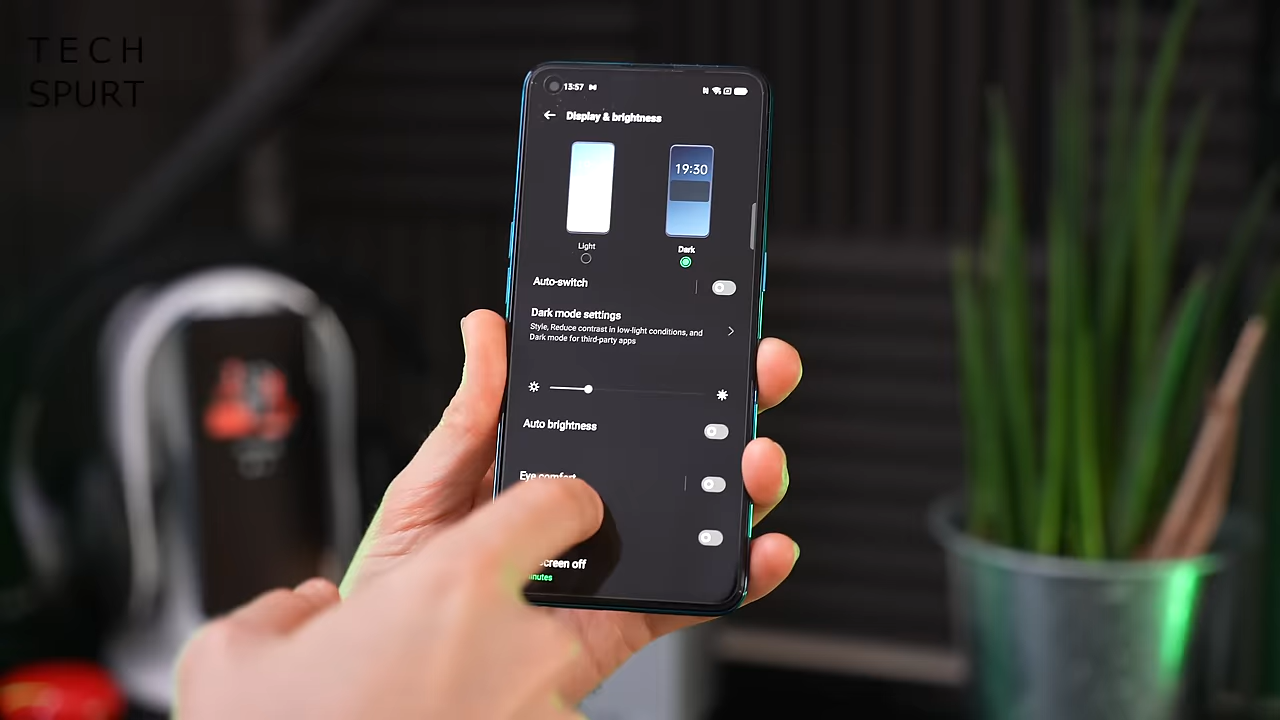 TECH
SPURT
13:57
Display & brightness
19:30
Light
Dark
Auto-switch
Dark mode settings
Style, Reduce contrast in low-light conditions, and
Dark mode for third-party apps
Auto brightness
Eye comfort
screen off